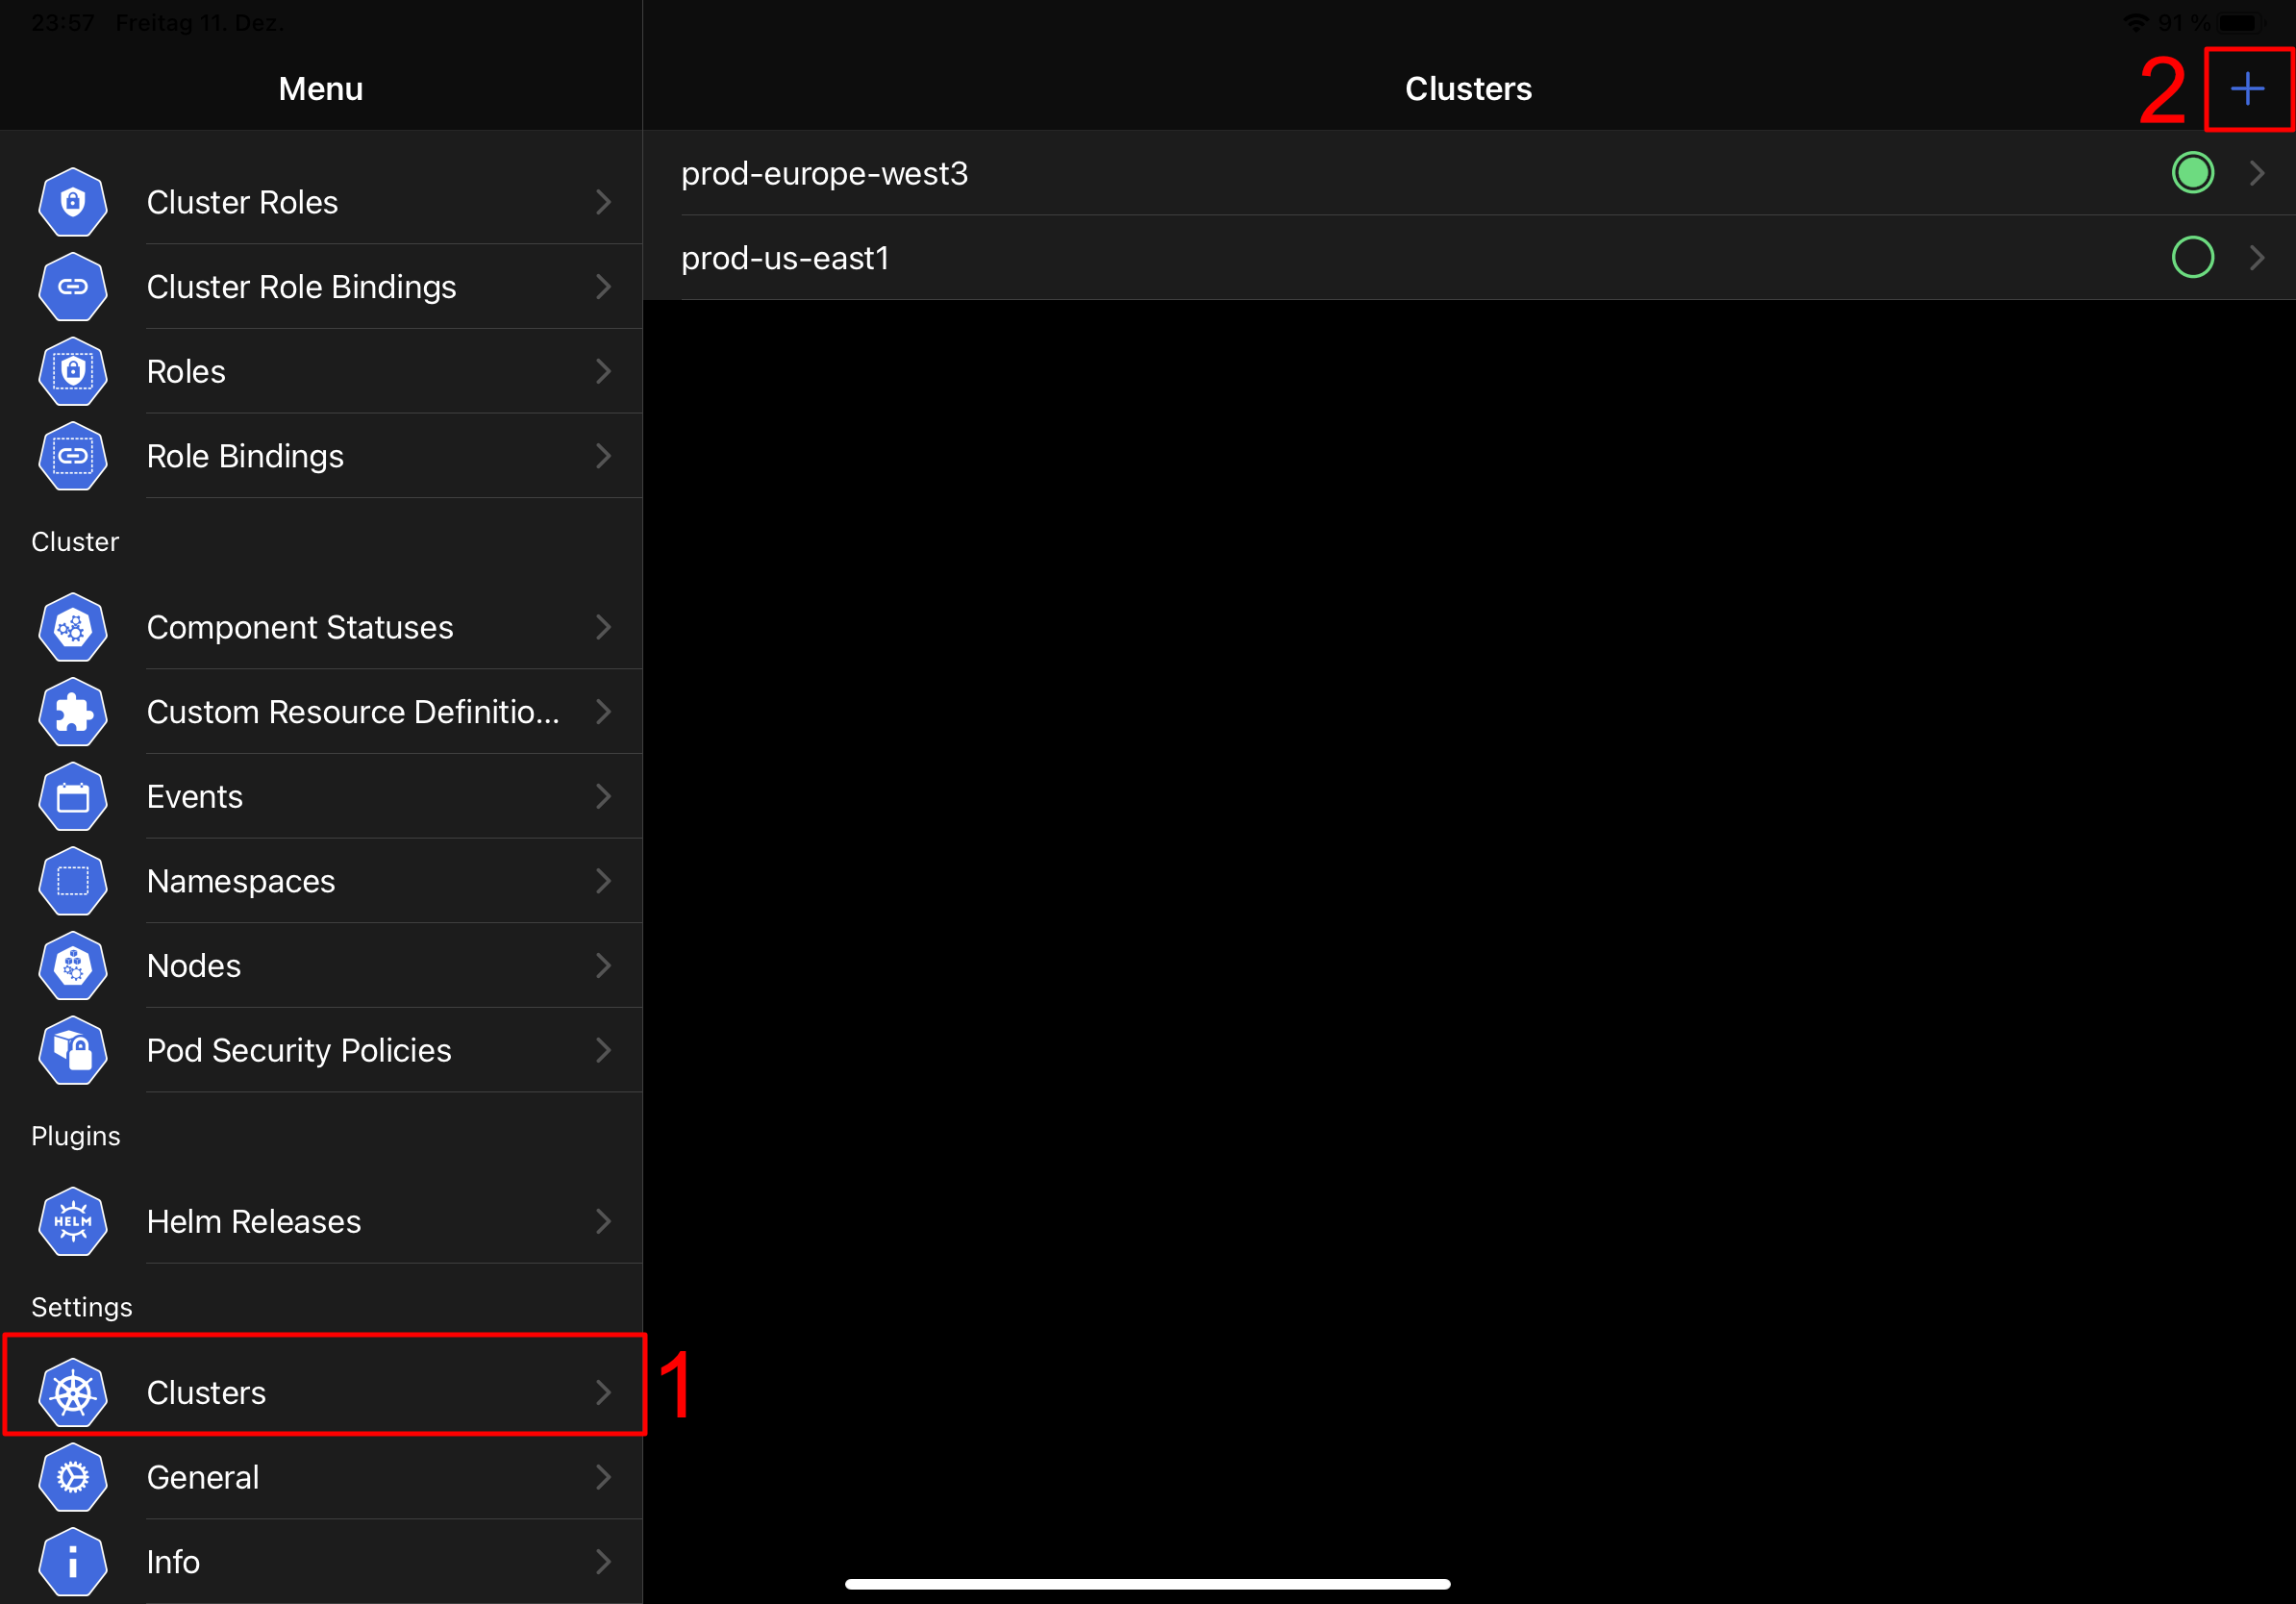 23:57 Freitag 11. Dez.
91 %
Menu
Cluster Roles
Cluster Role Bindings
Roles
Role Bindings
Cluster
Component Statuses
Custom Resource Definitio...
Events
Namespaces
Nodes
Pod Security Policies
Plugins
HELM
Helm Releases
Settings
Clusters
1
General
Info
Clusters
2
prod-europe-west3
prod-us-east1